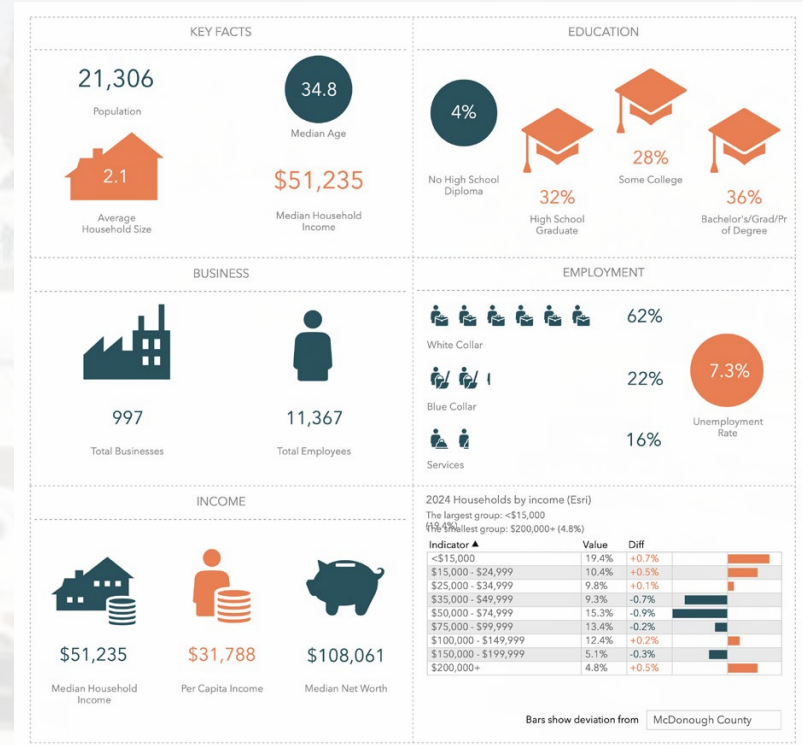 KEY FACTS
21,306
Population
34.8
Median Age
2.1
Average
Household Size
$51,235
Median Household
Income
EDUCATION
4%
No High School
Diploma
32%
High School
Graduate
28%
Some College
36%
Bachelor's/Grad/Pr
of Degree
BUSINESS
997
Total Businesses
11,367
Total Employees
EMPLOYMENT
62%
White Collar
22%
Blue Collar
16%
Services
7.3%
Unemployment
Rate
INCOME
$51,235
Median Household
Income
$31,788
Per Capita Income
$108,061
Median Net Worth
2024 Households by income (Esri)
The largest group: <$15,000
(19.4%)
The smallest group: $200,000+ (4.8%)
Indicator ▲ Value Diff
<$15,000 19.4% +0.7%
$15,000 - $24,999 10.4% +0.5%
$25,000 - $34,999 9.8% +0.1%
$35,000 - $49,999 9.3% -0.7%
$50,000 - $74,999 15.3% -0.9%
$75,000 - $99,999 13.4% -0.2%
$100,000 - $149,999 12.4% +0.2%
$150,000 - $199,999 5.1% -0.3%
$200,000+ 4.8% +0.5%
Bars show deviation from McDonough County